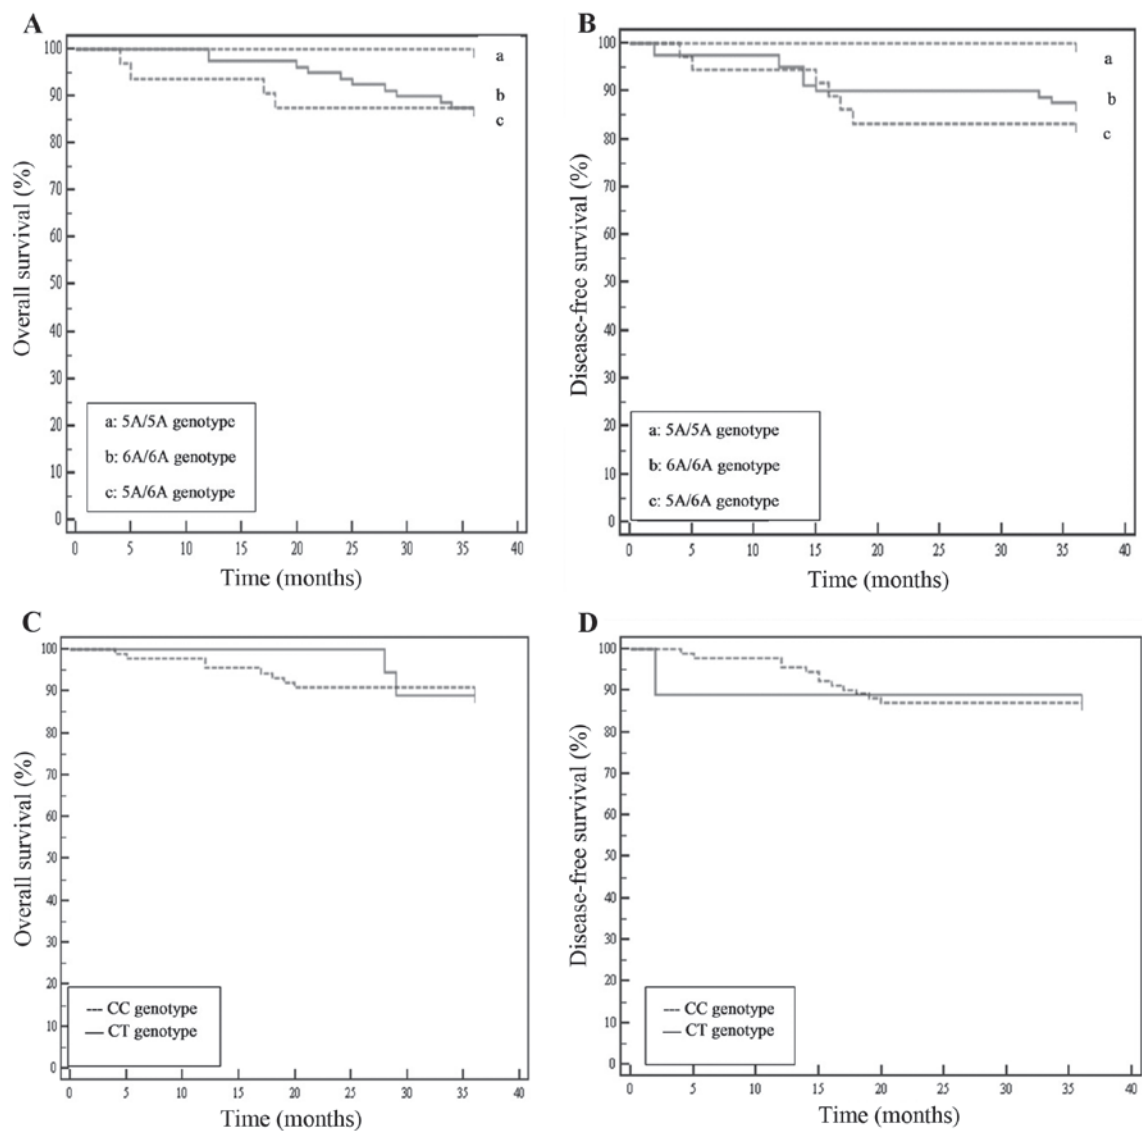 A
Overall survival (%)
100
90
80
70
60
50
40
30
20
10
0
a
b
c
a: 5A/5A genotype
b: 6A/6A genotype
c: 5A/6A genotype
0 5 10 15 20 25 30 35 40
Time (months)
B
Disease-free survival (%)
100
90
80
70
60
50
40
30
20
10
0
a
b
c
a: 5A/5A genotype
b: 6A/6A genotype
c: 5A/6A genotype
0 5 10 15 20 25 30 35 40
Time (months)
C
Overall survival (%)
100
90
80
70
60
50
40
30
20
10
0
CC genotype
CT genotype
0 5 10 15 20 25 30 35 40
Time (months)
D
Disease-free survival (%)
100
90
80
70
60
50
40
30
20
10
0
CC genotype
CT genotype
0 5 10 15 20 25 30 35 40
Time (months)